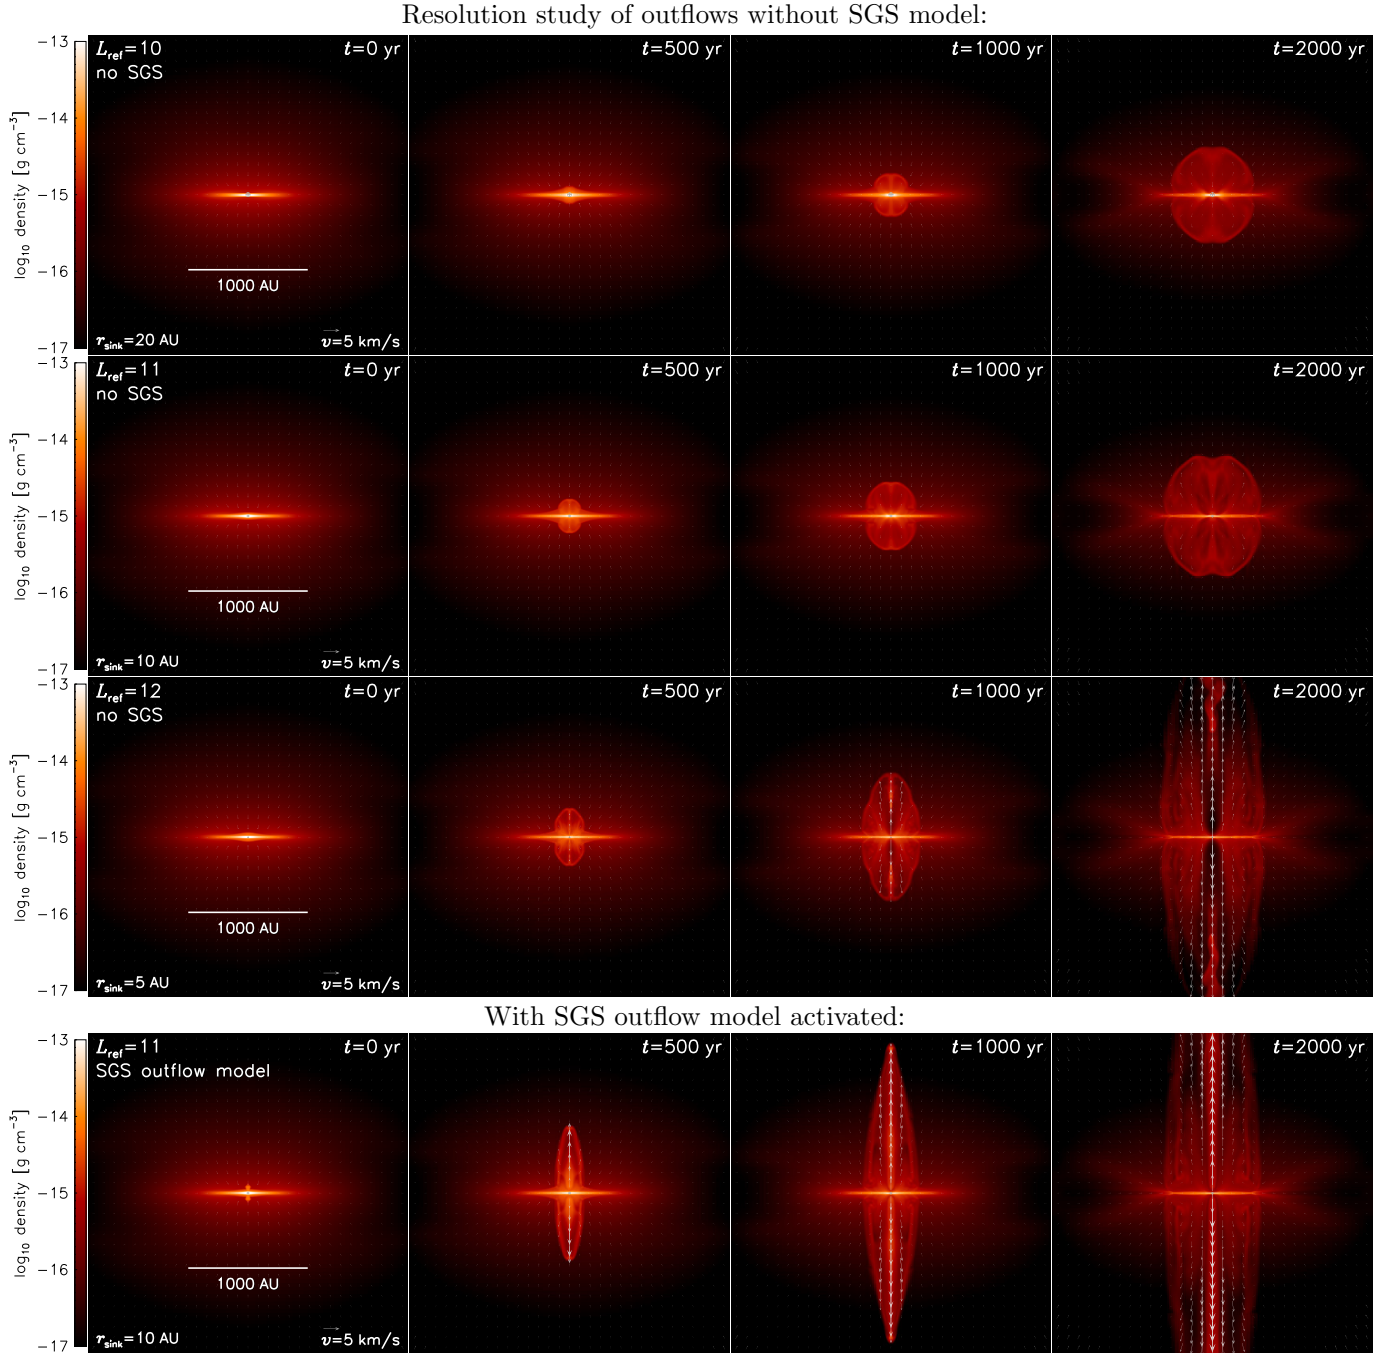 Resolution study of outflows without SGS model:
−13
−14
−15
−16
−17
log₁₀ density [g cm⁻³]
L_ref=10
no SGS
t=0 yr
1000 AU
r_sink=20 AU
v=5 km/s
t=500 yr
t=1000 yr
t=2000 yr
−13
−14
−15
−16
−17
log₁₀ density [g cm⁻³]
L_ref=11
no SGS
t=0 yr
1000 AU
r_sink=10 AU
v=5 km/s
t=500 yr
t=1000 yr
t=2000 yr
−13
−14
−15
−16
−17
log₁₀ density [g cm⁻³]
L_ref=12
no SGS
t=0 yr
1000 AU
r_sink=5 AU
v=5 km/s
t=500 yr
t=1000 yr
t=2000 yr
With SGS outflow model activated:
−13
−14
−15
−16
−17
log₁₀ density [g cm⁻³]
L_ref=11
SGS outflow model
t=0 yr
1000 AU
r_sink=10 AU
v=5 km/s
t=500 yr
t=1000 yr
t=2000 yr